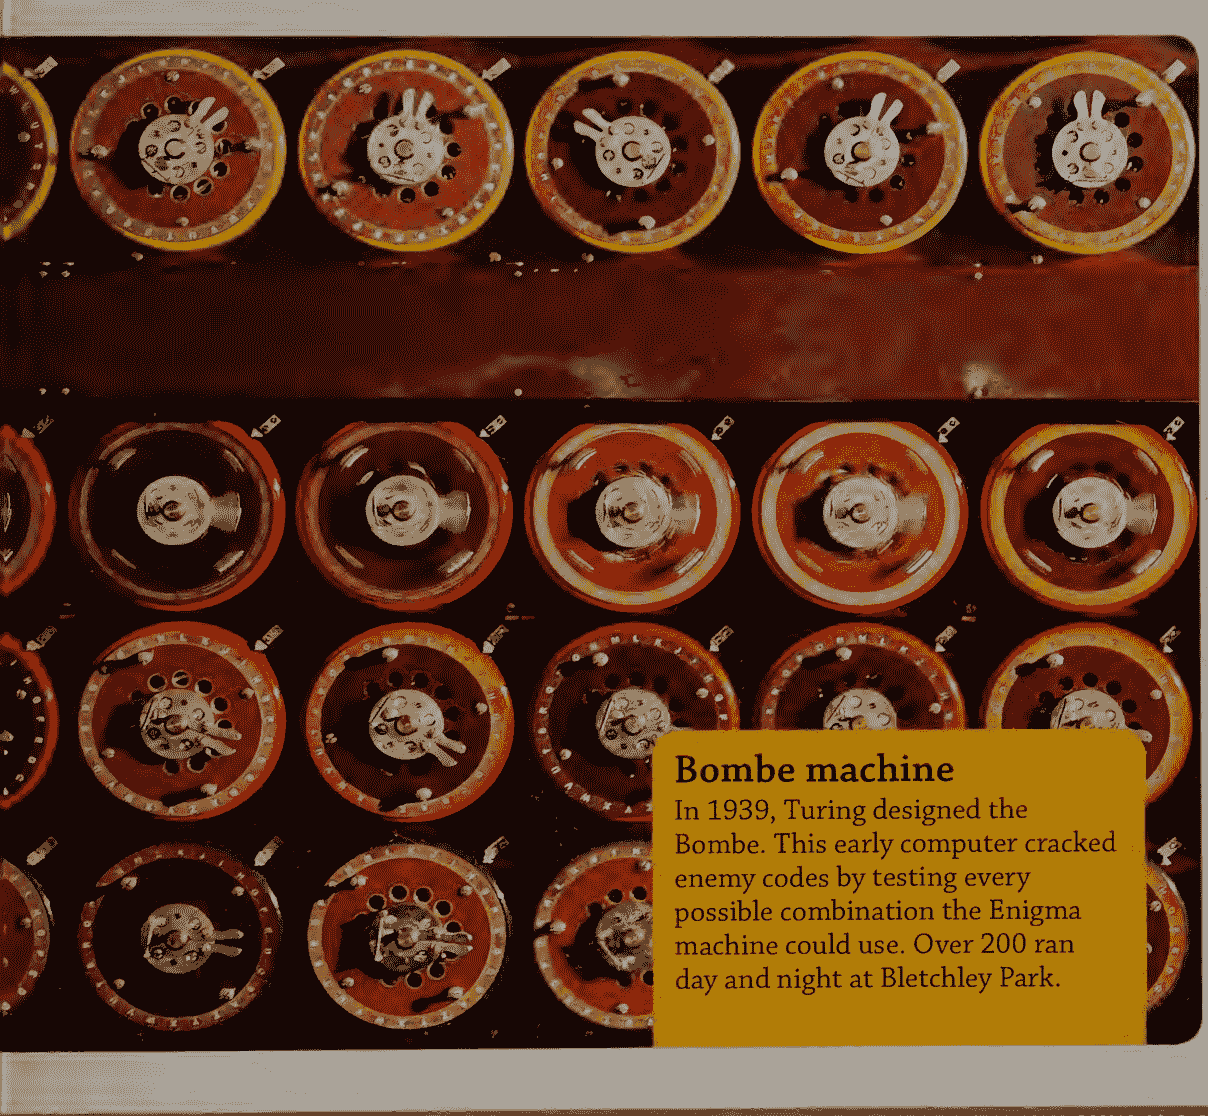 Bombe machine
In 1939, Turing designed the
Bombe. This early computer cracked
enemy codes by testing every
possible combination the Enigma
machine could use. Over 200 ran
day and night at Bletchley Park.